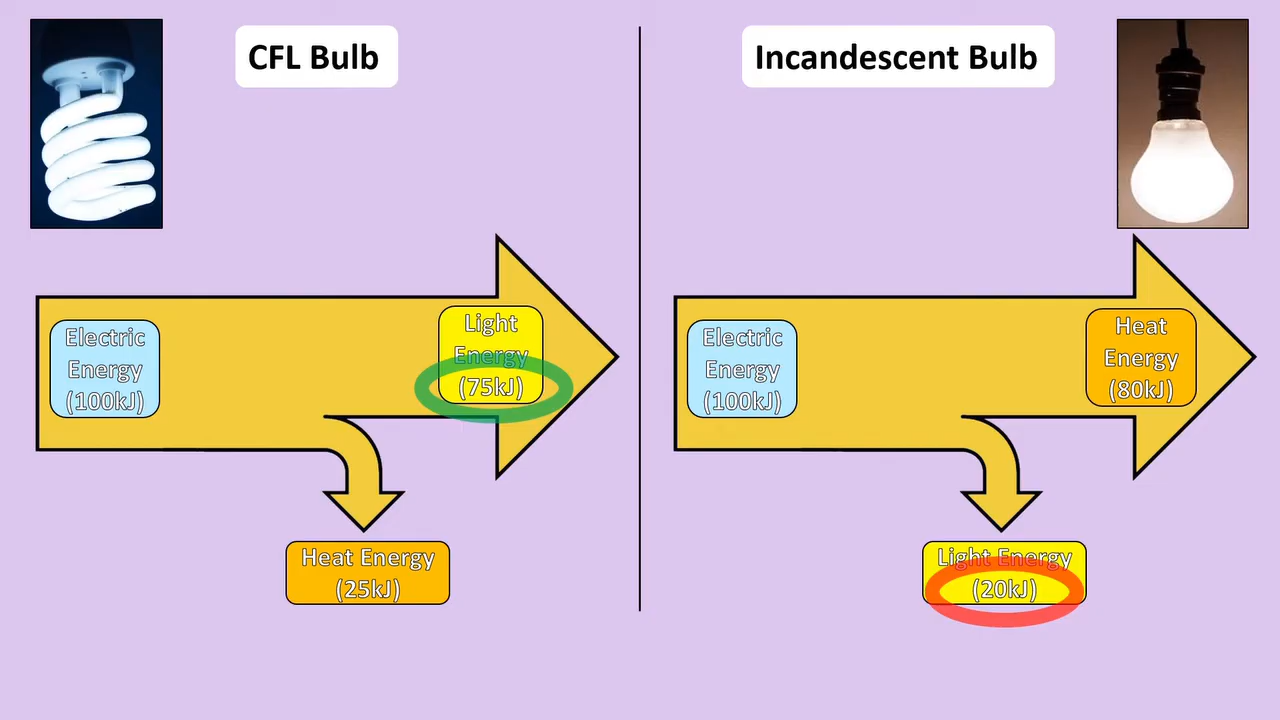 CFL Bulb
Electric
Energy
(100kJ)
Light
Energy
(75kJ)
Heat Energy
(25kJ)
Incandescent Bulb
Electric
Energy
(100kJ)
Heat
Energy
(80kJ)
Light Energy
(20kJ)